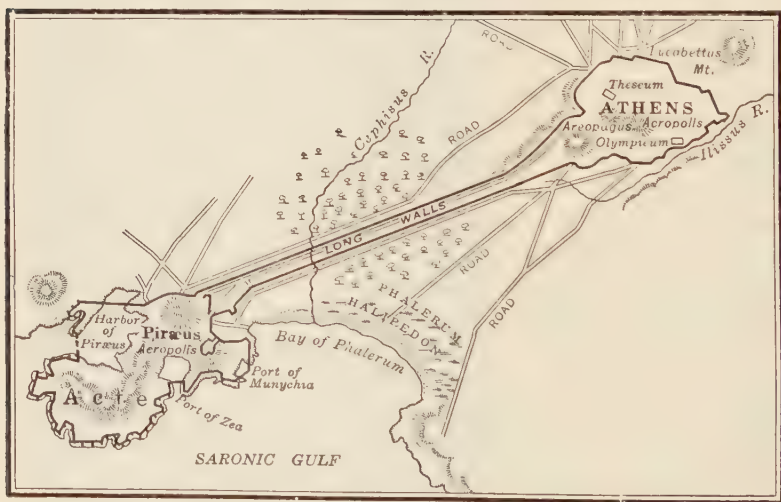 ROAD
Lucabettus
Mt.
Theseum
ATHENS
Areopagus Acropolis
Olympieum
Ilissus R.
Cephisus R.
ROAD
LONG WALLS
ROAD
PHALERUM
HALIPEDON
ROAD
Harbor
of
Piræus
Piræus
Acropolis
Bay of Phalerum
Port of
Munychia
Acte
Port of Zea
SARONIC GULF